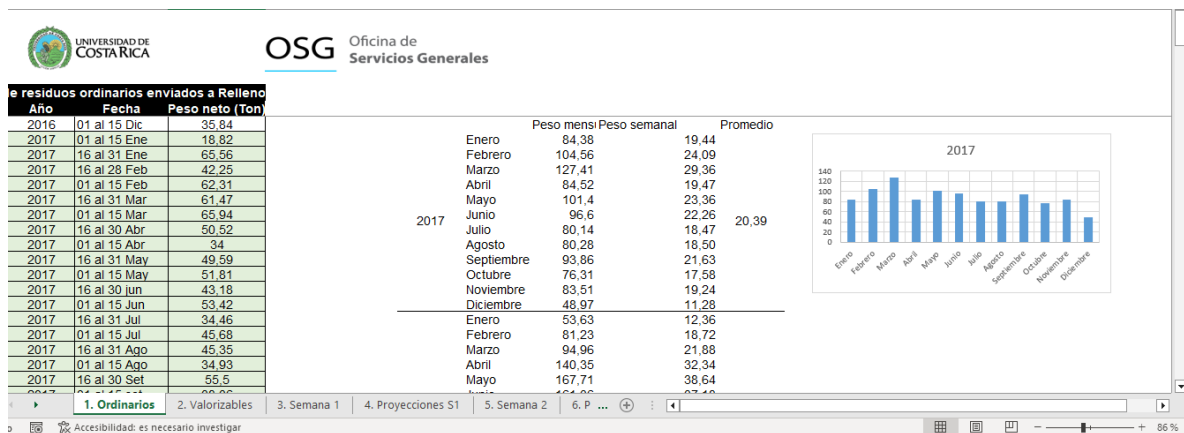 UNIVERSIDAD DE
COSTA RICA
OSG Oficina de
Servicios Generales
e residuos ordinarios enviados a Relleno
Año Fecha Peso neto (Ton)
2016 01 al 15 Dic 35,84
2017 01 al 15 Ene 18,82
2017 16 al 31 Ene 65,56
2017 16 al 28 Feb 42,25
2017 01 al 15 Feb 62,31
2017 16 al 31 Mar 61,47
2017 01 al 15 Mar 65,94
2017 16 al 30 Abr 50,52
2017 01 al 15 Abr 34
2017 16 al 31 May 49,59
2017 01 al 15 May 51,81
2017 16 al 30 jun 43,18
2017 01 al 15 Jun 53,42
2017 16 al 31 Jul 34,46
2017 01 al 15 Jul 45,68
2017 16 al 31 Ago 45,35
2017 01 al 15 Ago 34,93
2017 16 al 30 Set 55,5
Peso mens Peso semanal Promedio
Enero 84,38 19,44
Febrero 104,56 24,09
Marzo 127,41 29,36
Abril 84,52 19,47
Mayo 101,4 23,36
2017 Junio 96,6 22,26 20,39
Julio 80,14 18,47
Agosto 80,28 18,50
Septiembre 93,86 21,63
Octubre 76,31 17,58
Noviembre 83,51 19,24
Diciembre 48,97 11,28
Enero 53,63 12,36
Febrero 81,23 18,72
Marzo 94,96 21,88
Abril 140,35 32,34
Mayo 167,71 38,64
2017
140
120
100
80
60
40
20
0
Enero Febrero Marzo Abril Mayo Junio Julio Agosto Septiembre Octubre Noviembre Diciembre
1. Ordinarios 2. Valorizables 3. Semana 1 4. Proyecciones S1 5. Semana 2 6. P ...
Accesibilidad: es necesario investigar 86 %